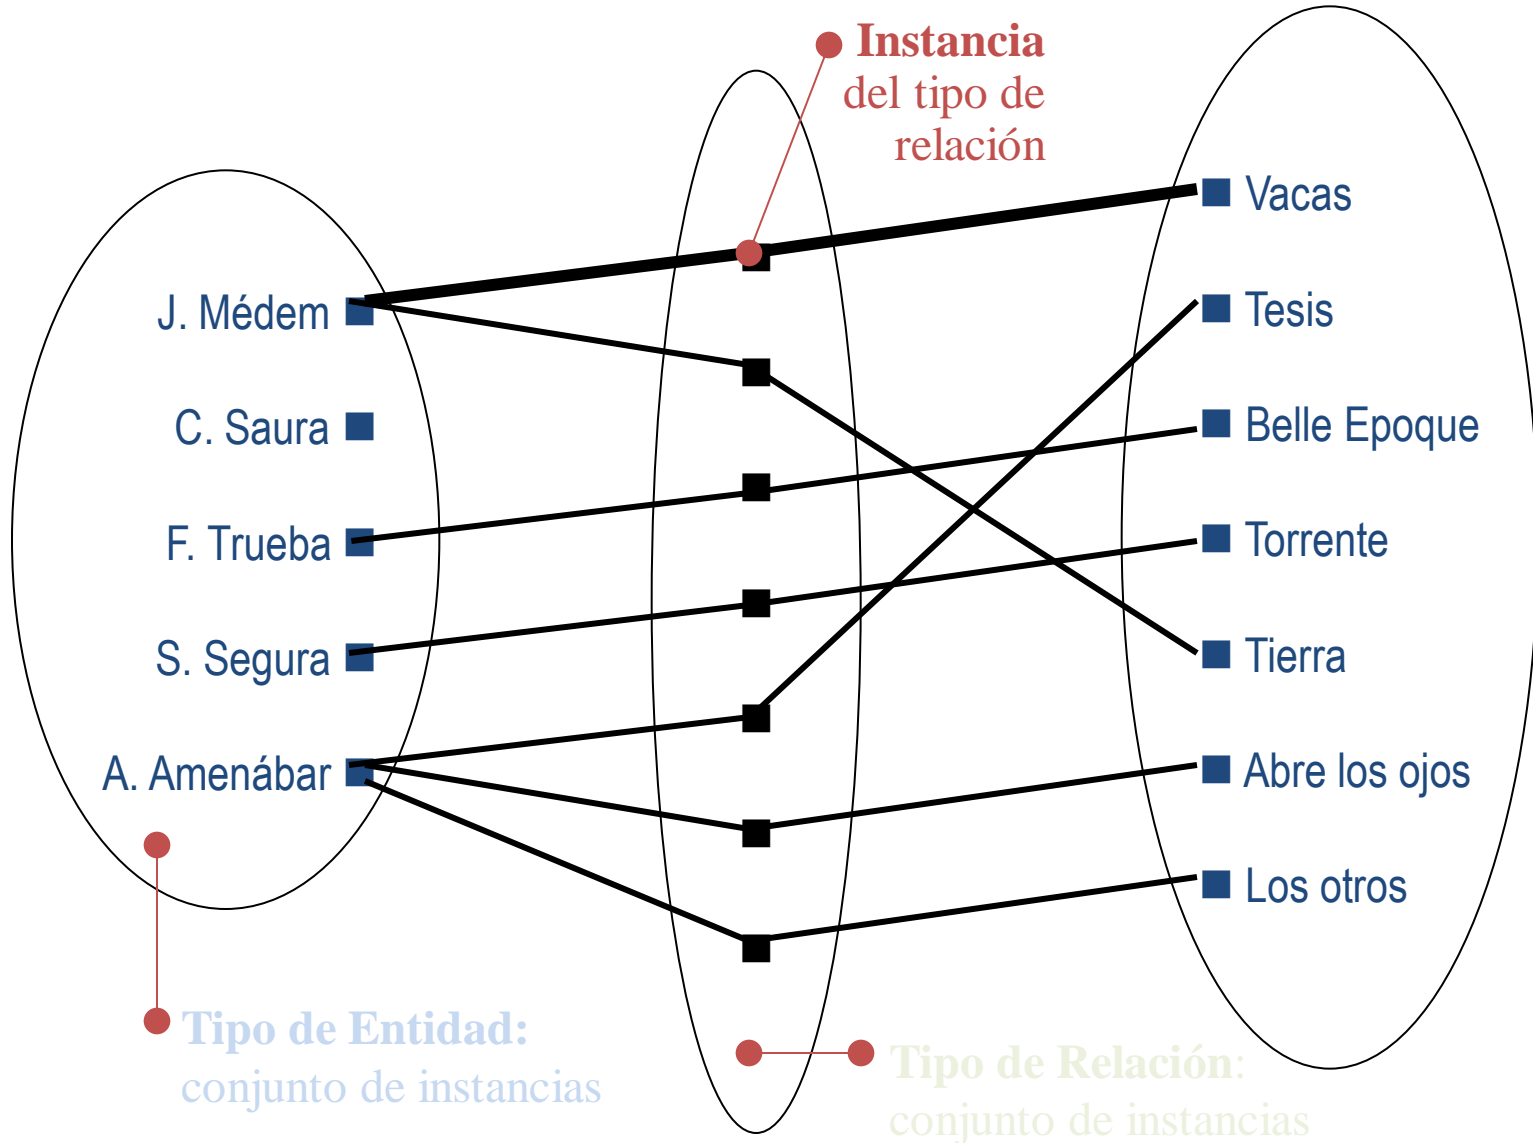 Instancia
del tipo de
relación
J. Médem
C. Saura
F. Trueba
S. Segura
A. Amenábar
Vacas
Tesis
Belle Epoque
Torrente
Tierra
Abre los ojos
Los otros
Tipo de Entidad:
conjunto de instancias
Tipo de Relación:
conjunto de instancias